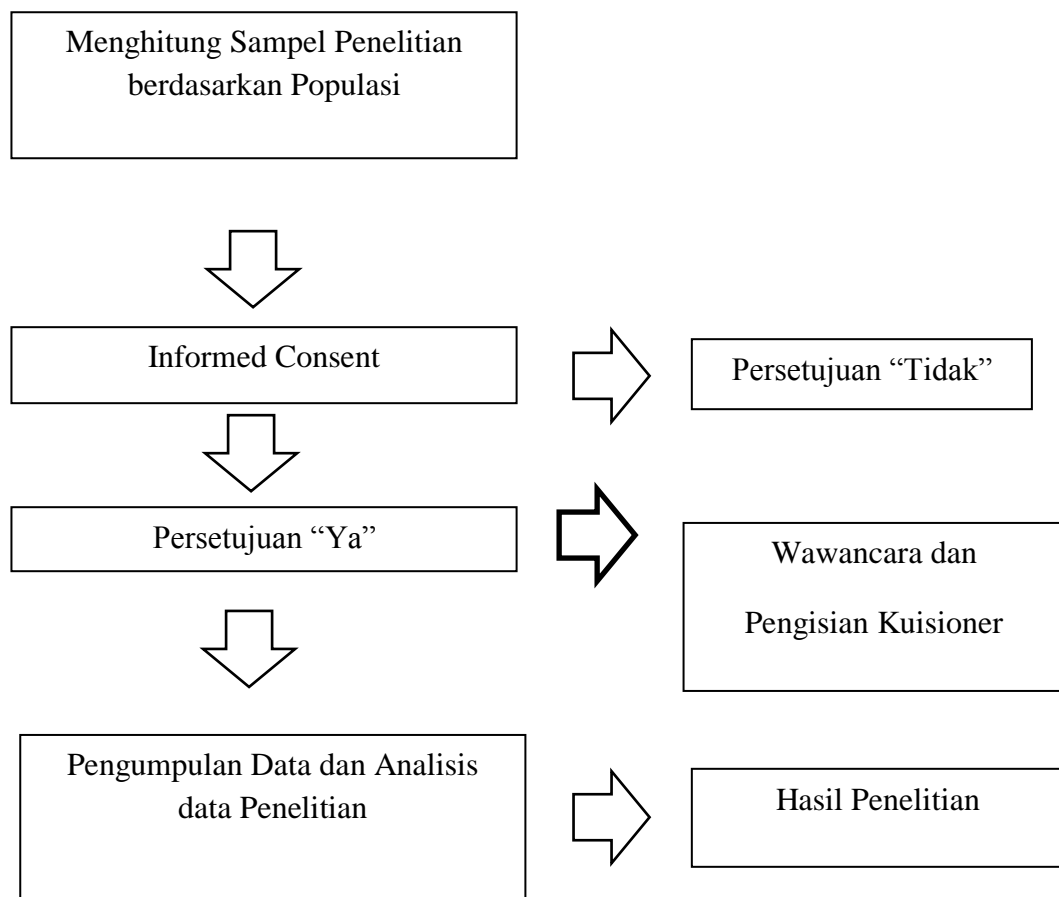 Menghitung Sampel Penelitian
berdasarkan Populasi
Informed Consent
Persetujuan “Tidak”
Persetujuan “Ya”
Wawancara dan
Pengisian Kuisioner
Pengumpulan Data dan Analisis
data Penelitian
Hasil Penelitian